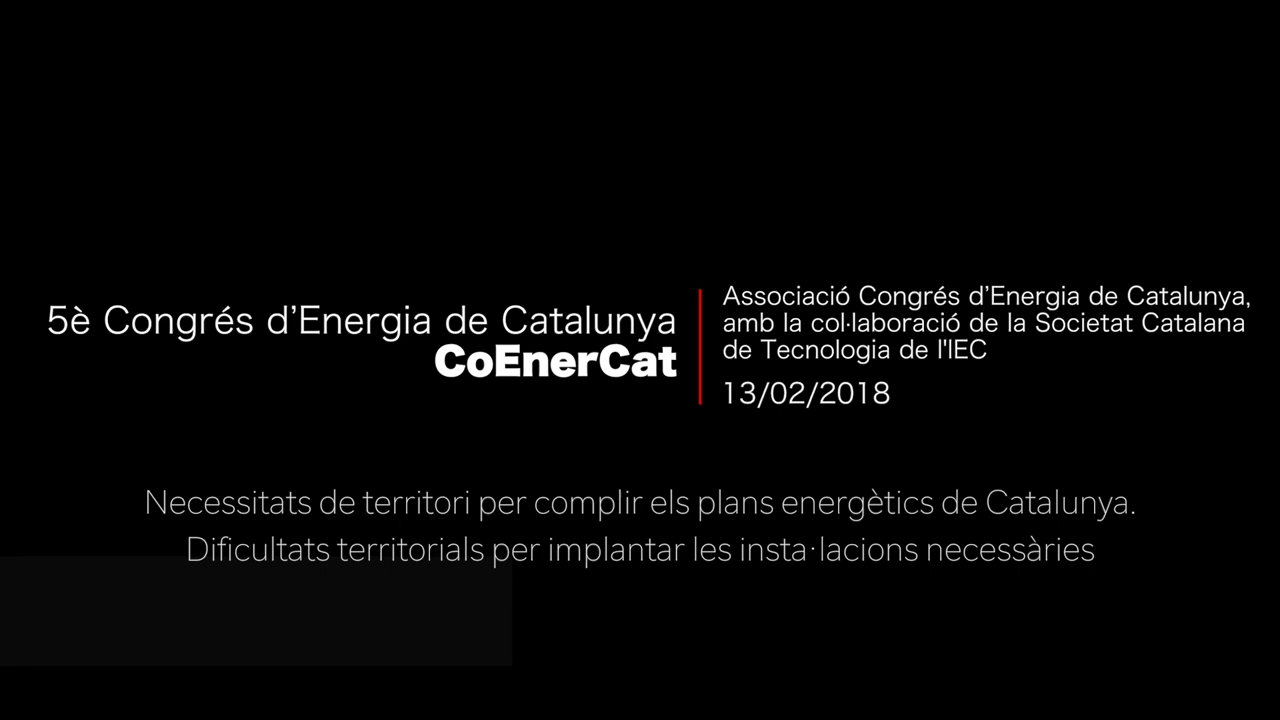 5è Congrés d’Energia de Catalunya
CoEnerCat
Associació Congrés d’Energia de Catalunya,
amb la col·laboració de la Societat Catalana
de Tecnologia de l'IEC
13/02/2018
Necessitats de territori per complir els plans energètics de Catalunya.
Dificultats territorials per implantar les insta·lacions necessàries